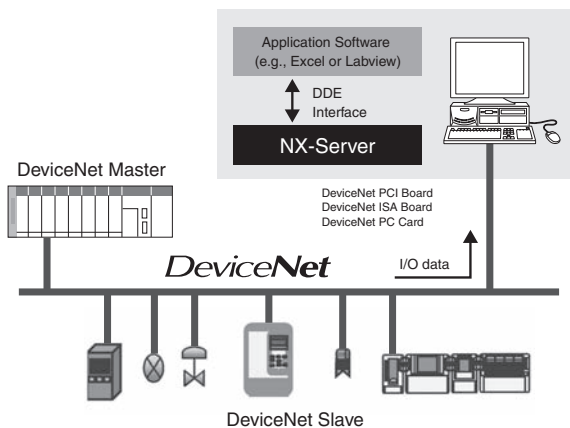 Application Software
(e.g., Excel or Labview)
DDE
Interface
NX-Server
DeviceNet Master
DeviceNet PCI Board
DeviceNet ISA Board
DeviceNet PC Card
DeviceNet
I/O data
DeviceNet Slave